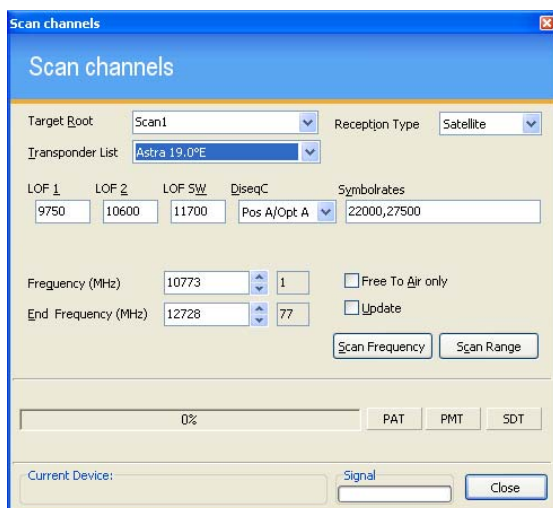 Scan channels
Scan channels
Target Root Scan1 Reception Type Satellite
Transponder List Astra 19.0°E
LOF 1 LOF 2 LOF SW DiseqC Symbolrates
9750 10600 11700 Pos A/Opt A 22000,27500
Frequency (MHz) 10773 1 Free To Air only
End Frequency (MHz) 12728 77 Update
Scan Frequency Scan Range
0% PAT PMT SDT
Current Device: Signal
Close